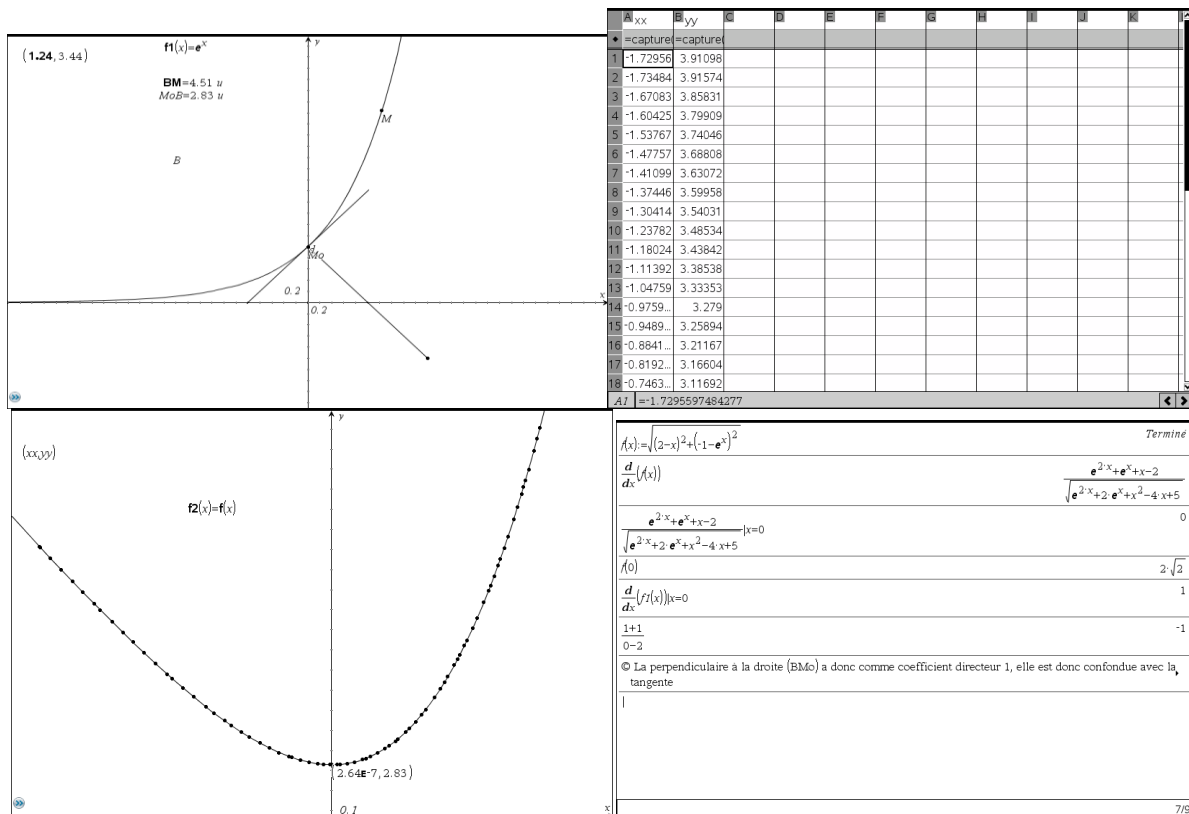 (1.24, 3.44)
f1(x)=e^x
y
BM=4.51 u
MoB=2.83 u
M
B
Mo
0.2
0.2
x
A xx B yy C D E F G H I J K
◆ =capture( =capture(
1 -1.72956 3.91098
2 -1.73484 3.91574
3 -1.67083 3.85831
4 -1.60425 3.79909
5 -1.53767 3.74046
6 -1.47757 3.68808
7 -1.41099 3.63072
8 -1.37446 3.59958
9 -1.30414 3.54031
10 -1.23782 3.48534
11 -1.18024 3.43842
12 -1.11392 3.38538
13 -1.04759 3.33353
14 -0.9759... 3.279
15 -0.9489... 3.25894
16 -0.8841... 3.21167
17 -0.8192... 3.16604
18 -0.7463... 3.11692
A1 =-1.7295597484277
y
(xx,yy)
f2(x)=f(x)
(2.64E-7, 2.83)
0.1
x
f(x):=√((2-x)^2+(-1-e^x)^2) Terminé
d/dx(f(x)) (e^(2·x)+e^x+x-2)/√(e^(2·x)+2·e^x+x^2-4·x+5)
(e^(2·x)+e^x+x-2)/√(e^(2·x)+2·e^x+x^2-4·x+5)|x=0 0
f(0) 2·√2
d/dx(f1(x))|x=0 1
(1+1)/(0-2) -1
© La perpendiculaire à la droite (BMo) a donc comme coefficient directeur 1, elle est donc confondue avec la
tangente
7/9